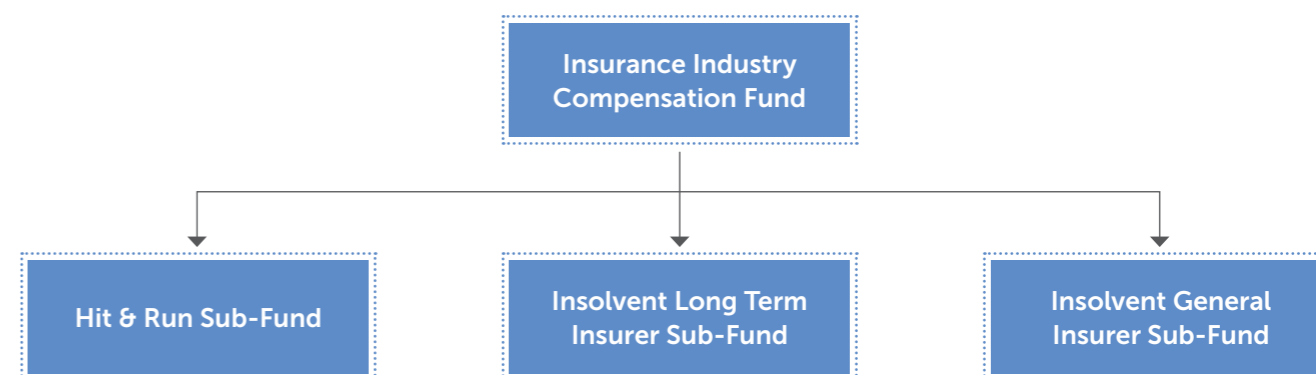 Insurance Industry
Compensation Fund
Hit & Run Sub-Fund
Insolvent Long Term
Insurer Sub-Fund
Insolvent General
Insurer Sub-Fund